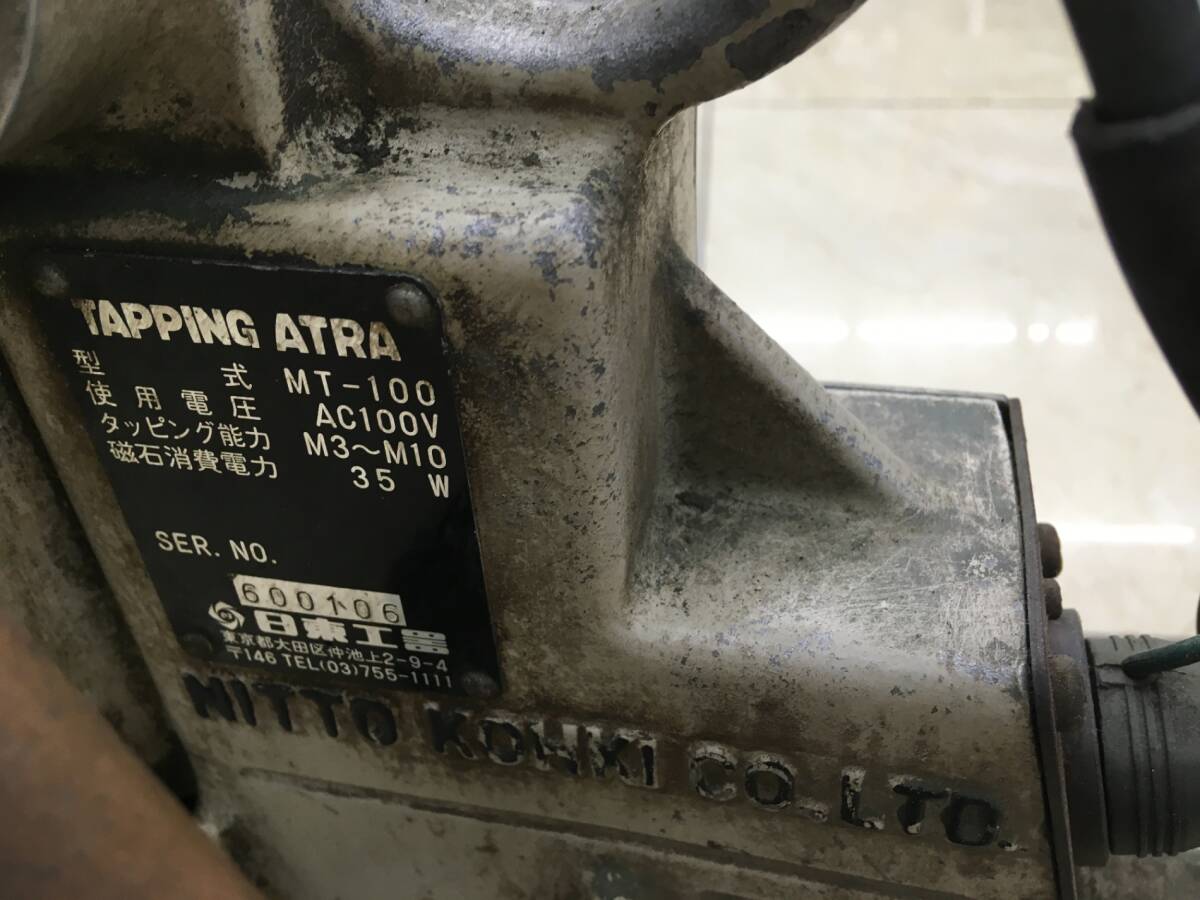 TAPPING ATRA
型式 MT-100
使用電圧 AC100V
タッピング能力 M3～M10
磁石消費電力 35 W
SER. NO.
600106
日東工器
東京都大田区仲池上2-9-4
〒146 TEL(03)755-1111
NITTO KOHKI CO.,LTD.